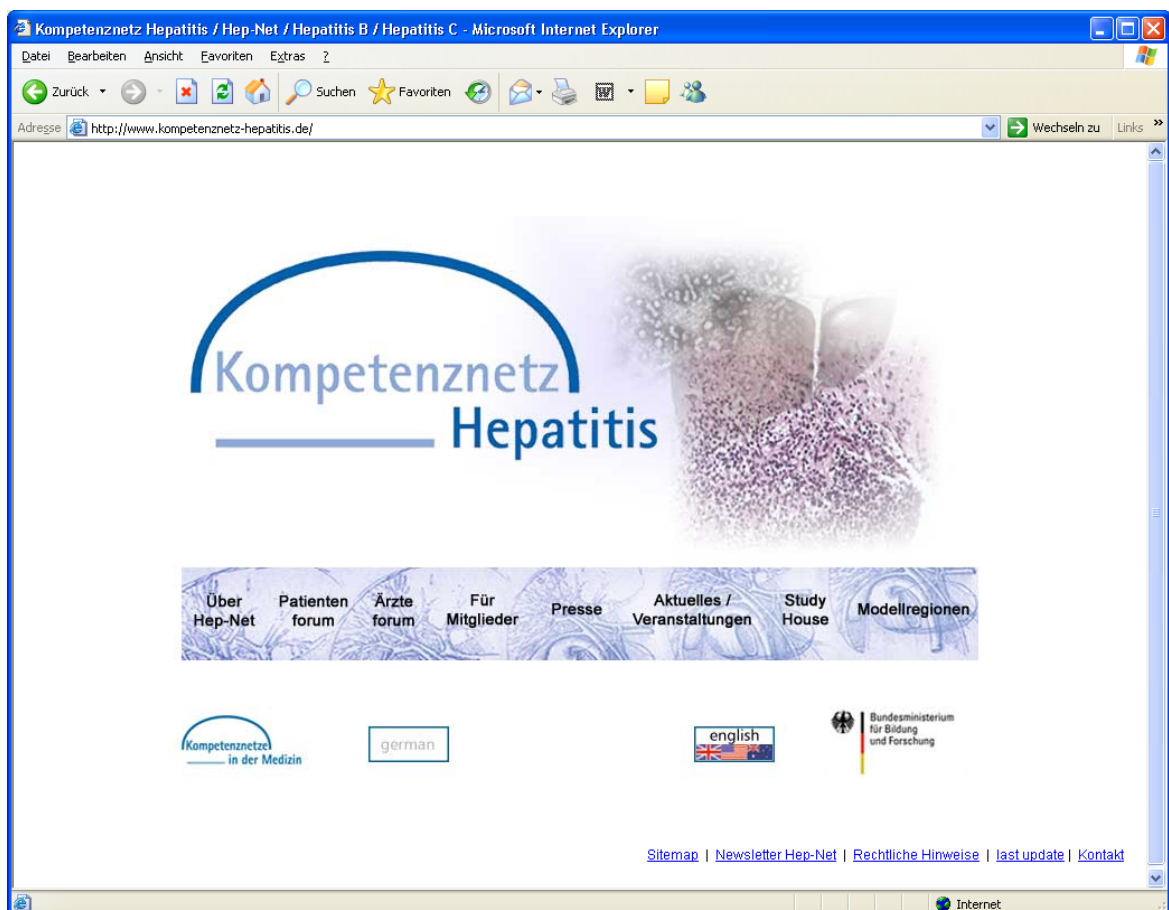 Kompetenznetz Hepatitis / Hep-Net / Hepatitis B / Hepatitis C - Microsoft Internet Explorer
Datei Bearbeiten Ansicht Favoriten Extras ?
Zurück Suchen Favoriten
Adresse http://www.kompetenznetz-hepatitis.de/ Wechseln zu Links »
Kompetenznetz
Hepatitis
Über Hep-Net
Patienten forum
Ärzte forum
Für Mitglieder
Presse
Aktuelles / Veranstaltungen
Study House
Modellregionen
Kompetenznetze
in der Medizin
german
english
Bundesministerium
für Bildung
und Forschung
Sitemap | Newsletter Hep-Net | Rechtliche Hinweise | last update | Kontakt
Internet